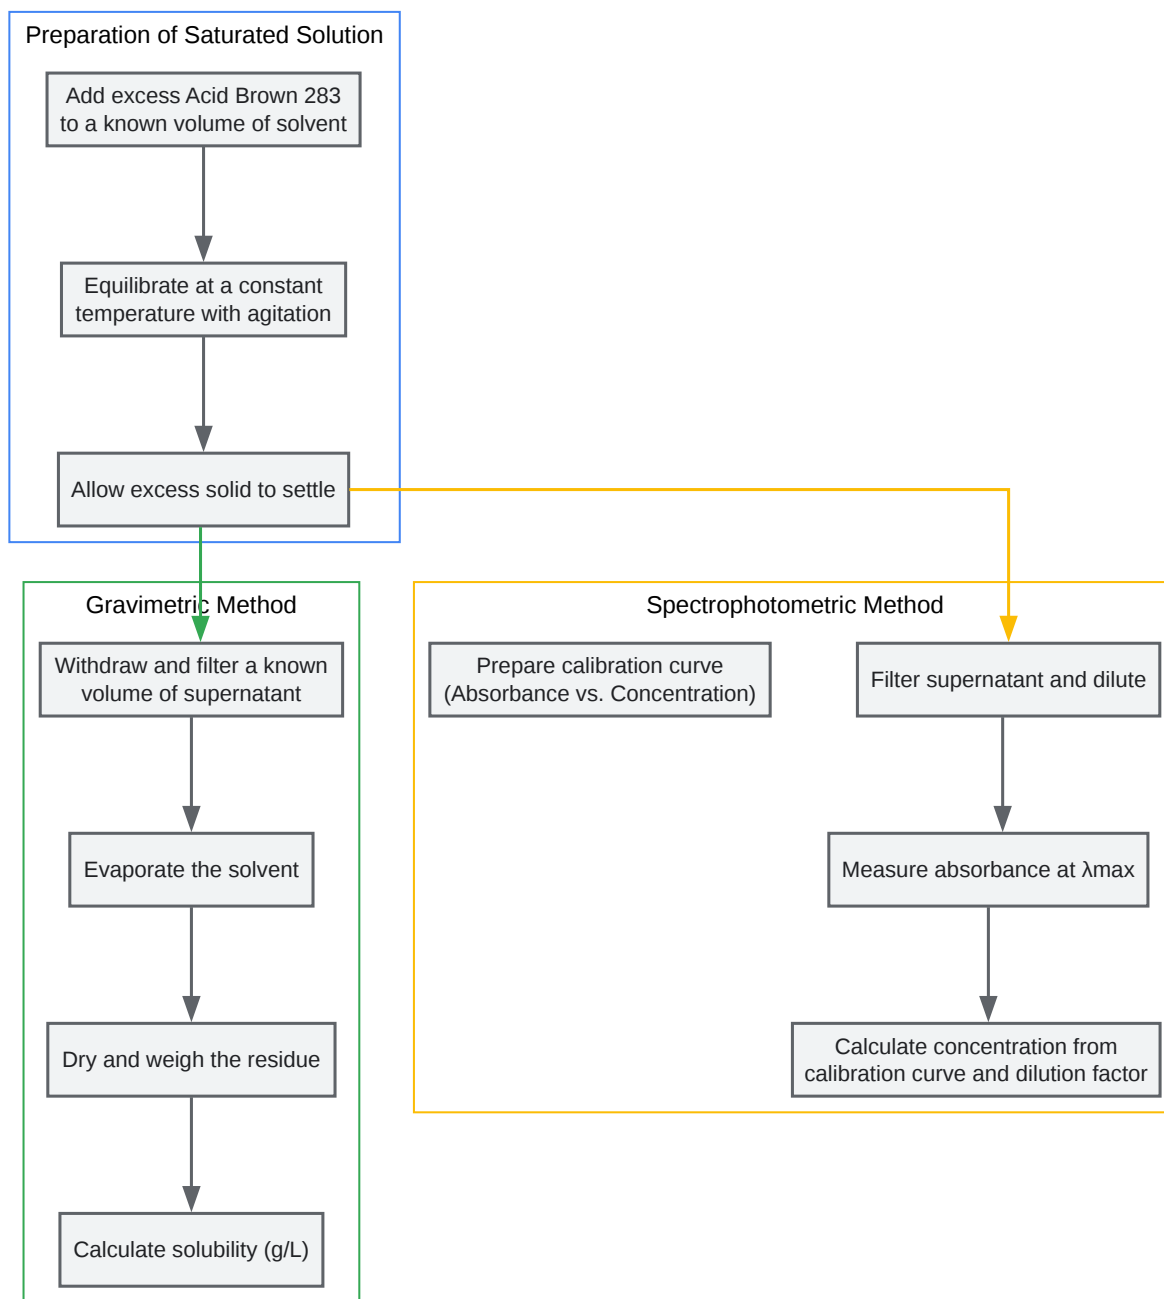 Preparation of Saturated Solution
Add excess Acid Brown 283
to a known volume of solvent
Equilibrate at a constant
temperature with agitation
Allow excess solid to settle
Gravimetric Method
Withdraw and filter a known
volume of supernatant
Evaporate the solvent
Dry and weigh the residue
Calculate solubility (g/L)
Spectrophotometric Method
Prepare calibration curve
(Absorbance vs. Concentration)
Filter supernatant and dilute
Measure absorbance at λmax
Calculate concentration from
calibration curve and dilution factor